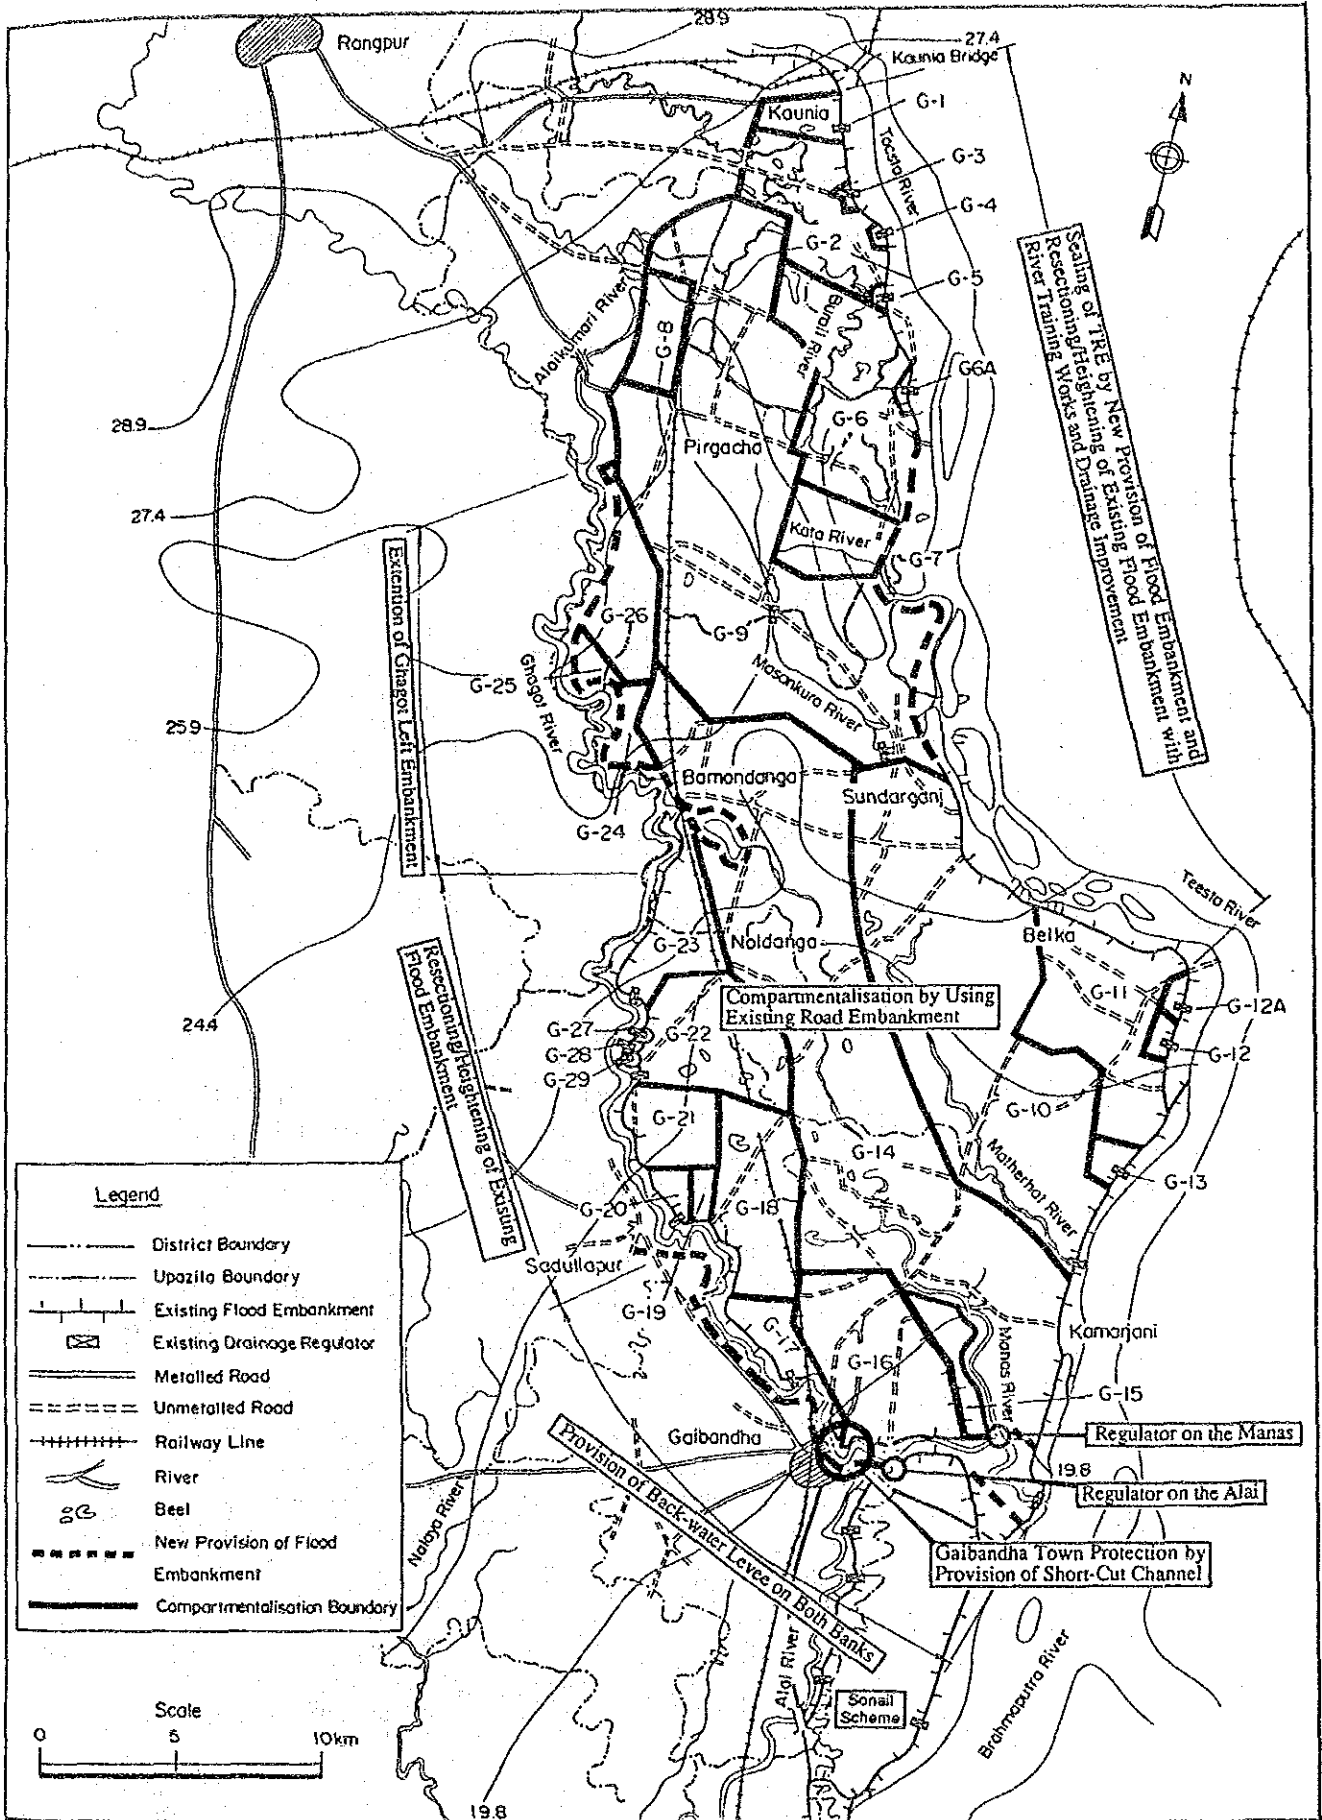 28.9
Rangpur
27.4
Kaunia Bridge
G-1
Kaunia
N
Teesta River
G-3
G-4
G-2
G-5
Sealing of TRE by New Provision of Flood Embankment and
Resectioning/Heightening of Existing Flood Embankment with
River Training Works and Drainage Improvement
Alaikumari River
G-8
Burail River
G6A
28.9
G-6
Pirgacha
27.4
Kata River
G-7
Extention of Ghagot Left Embankment
G-26
G-9
Masankura River
G-25
Ghagot River
25.9
Bamondanga
Sundarganj
G-24
Teesta River
Belka
G-23
Noldanga
Resectioning/Heightening of Existing
Flood Embankment
Compartmentalisation by Using
Existing Road Embankment
G-11
G-12A
24.4
G-27
G-22
G-28
G-12
G-29
G-10
G-21
G-14
Matherhat River
G-13
G-20
G-18
Sadullapur
G-19
G-17
Kamarjani
G-16
Manas River
G-15
Gaibandha
Regulator on the Manas
19.8
Regulator on the Alai
Provision of Back-water Levee on Both Banks
Gaibandha Town Protection by
Provision of Short-Cut Channel
Nalaya River
Alai River
Sonail
Scheme
Brahmaputra River
19.8
Legend
District Boundary
Upazila Boundary
Existing Flood Embankment
Existing Drainage Regulator
Metalled Road
Unmetalled Road
Railway Line
River
Beel
New Provision of Flood
Embankment
Compartmentalisation Boundary
Scale
0 5 10km